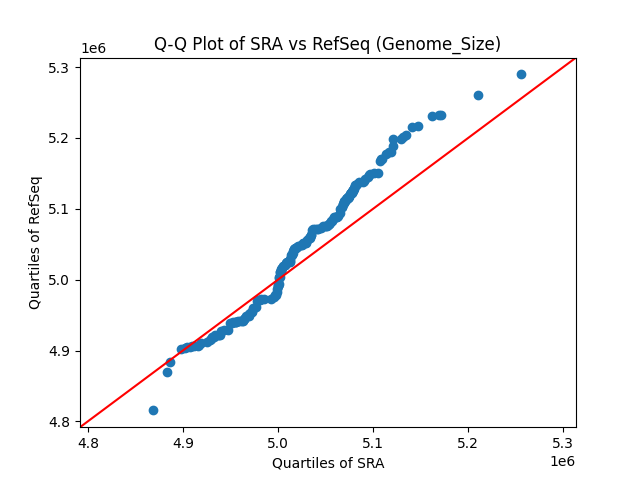 Q-Q Plot of SRA vs RefSeq (Genome_Size)
1e6
5.3
5.2
5.1
5.0
4.9
4.8
Quartiles of RefSeq
4.8 4.9 5.0 5.1 5.2 5.3
Quartiles of SRA
1e6